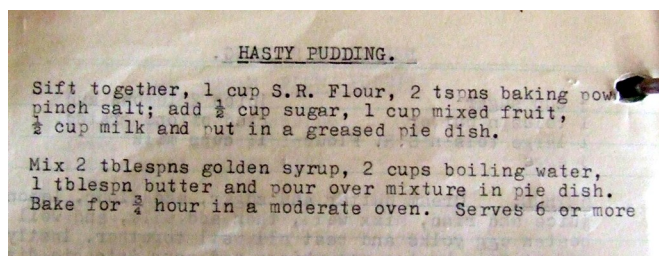 HASTY PUDDING.
Sift together, 1 cup S.R. Flour, 2 tspns baking pow
pinch salt; add ½ cup sugar, 1 cup mixed fruit,
½ cup milk and put in a greased pie dish.
Mix 2 tblespns golden syrup, 2 cups boiling water,
1 tblespn butter and pour over mixture in pie dish.
Bake for ¾ hour in a moderate oven. Serves 6 or more